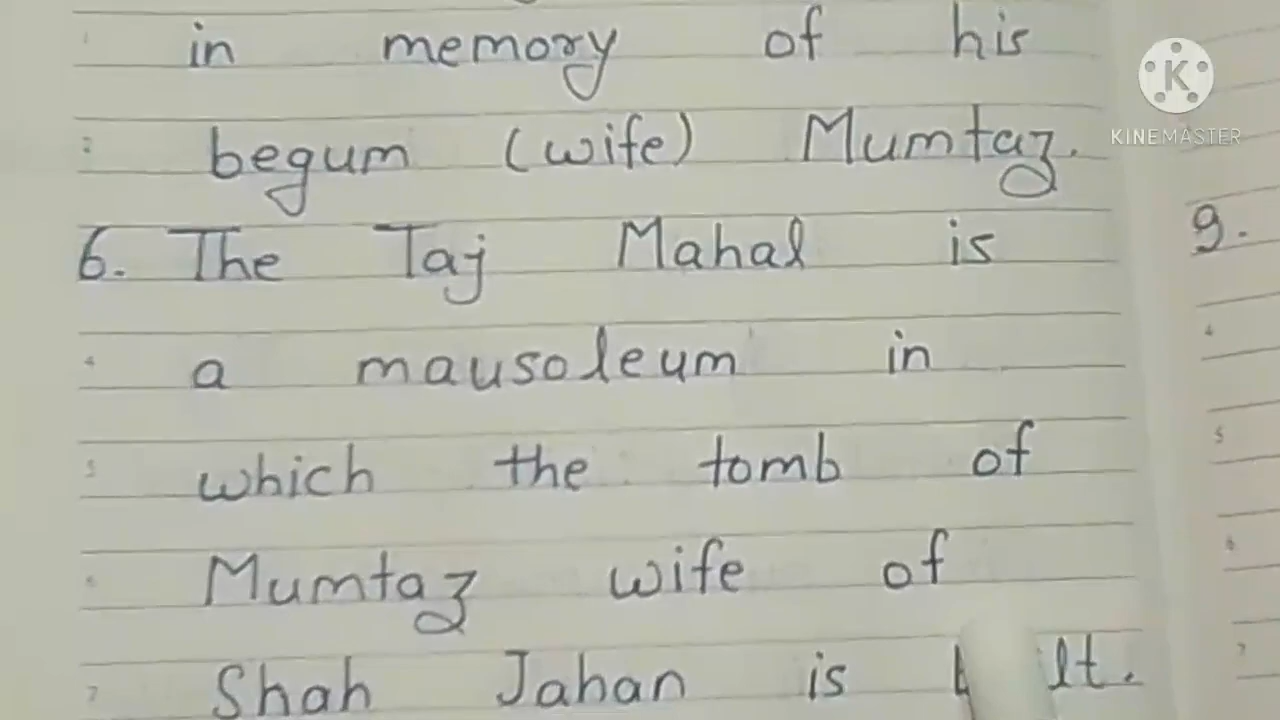 in memory of his
begum (wife) Mumtaz.
6. The Taj Mahal is
a mausoleum in
which the tomb of
Mumtaz wife of
Shah Jahan is
9.
K
KINEMASTER